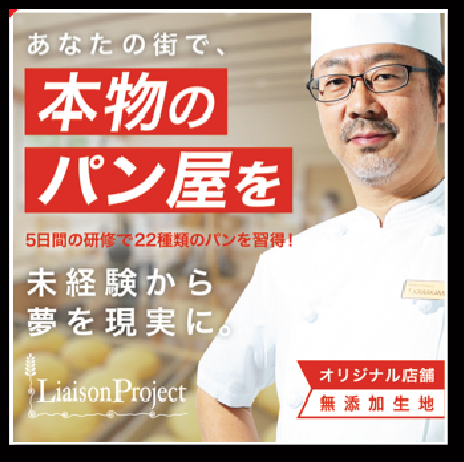 あなたの街で、
本物の
パン屋を
5日間の研修で22種類のパンを習得!
未経験から
夢を現実に。
LiaisonProject
オリジナル店舗
無添加生地